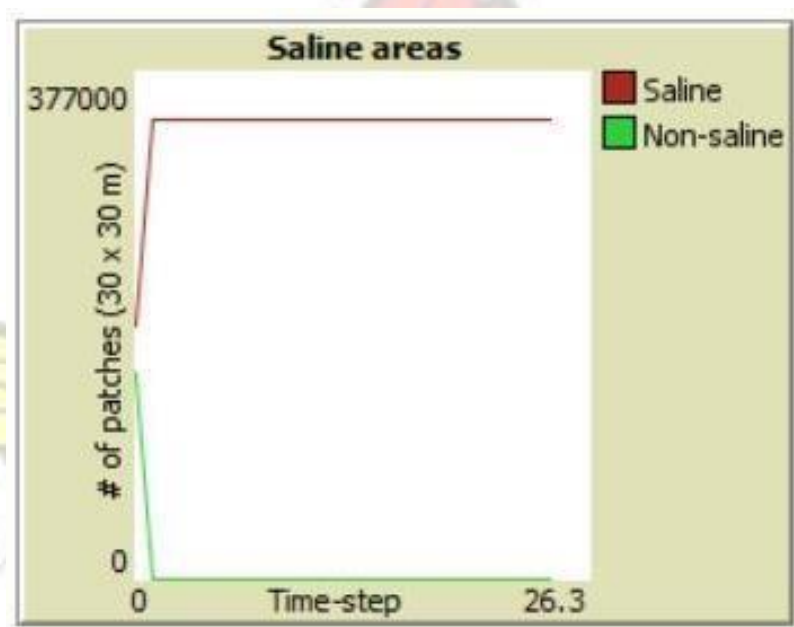 Saline areas
377000
# of patches (30 x 30 m)
0
0
Time-step
26.3
Saline
Non-saline